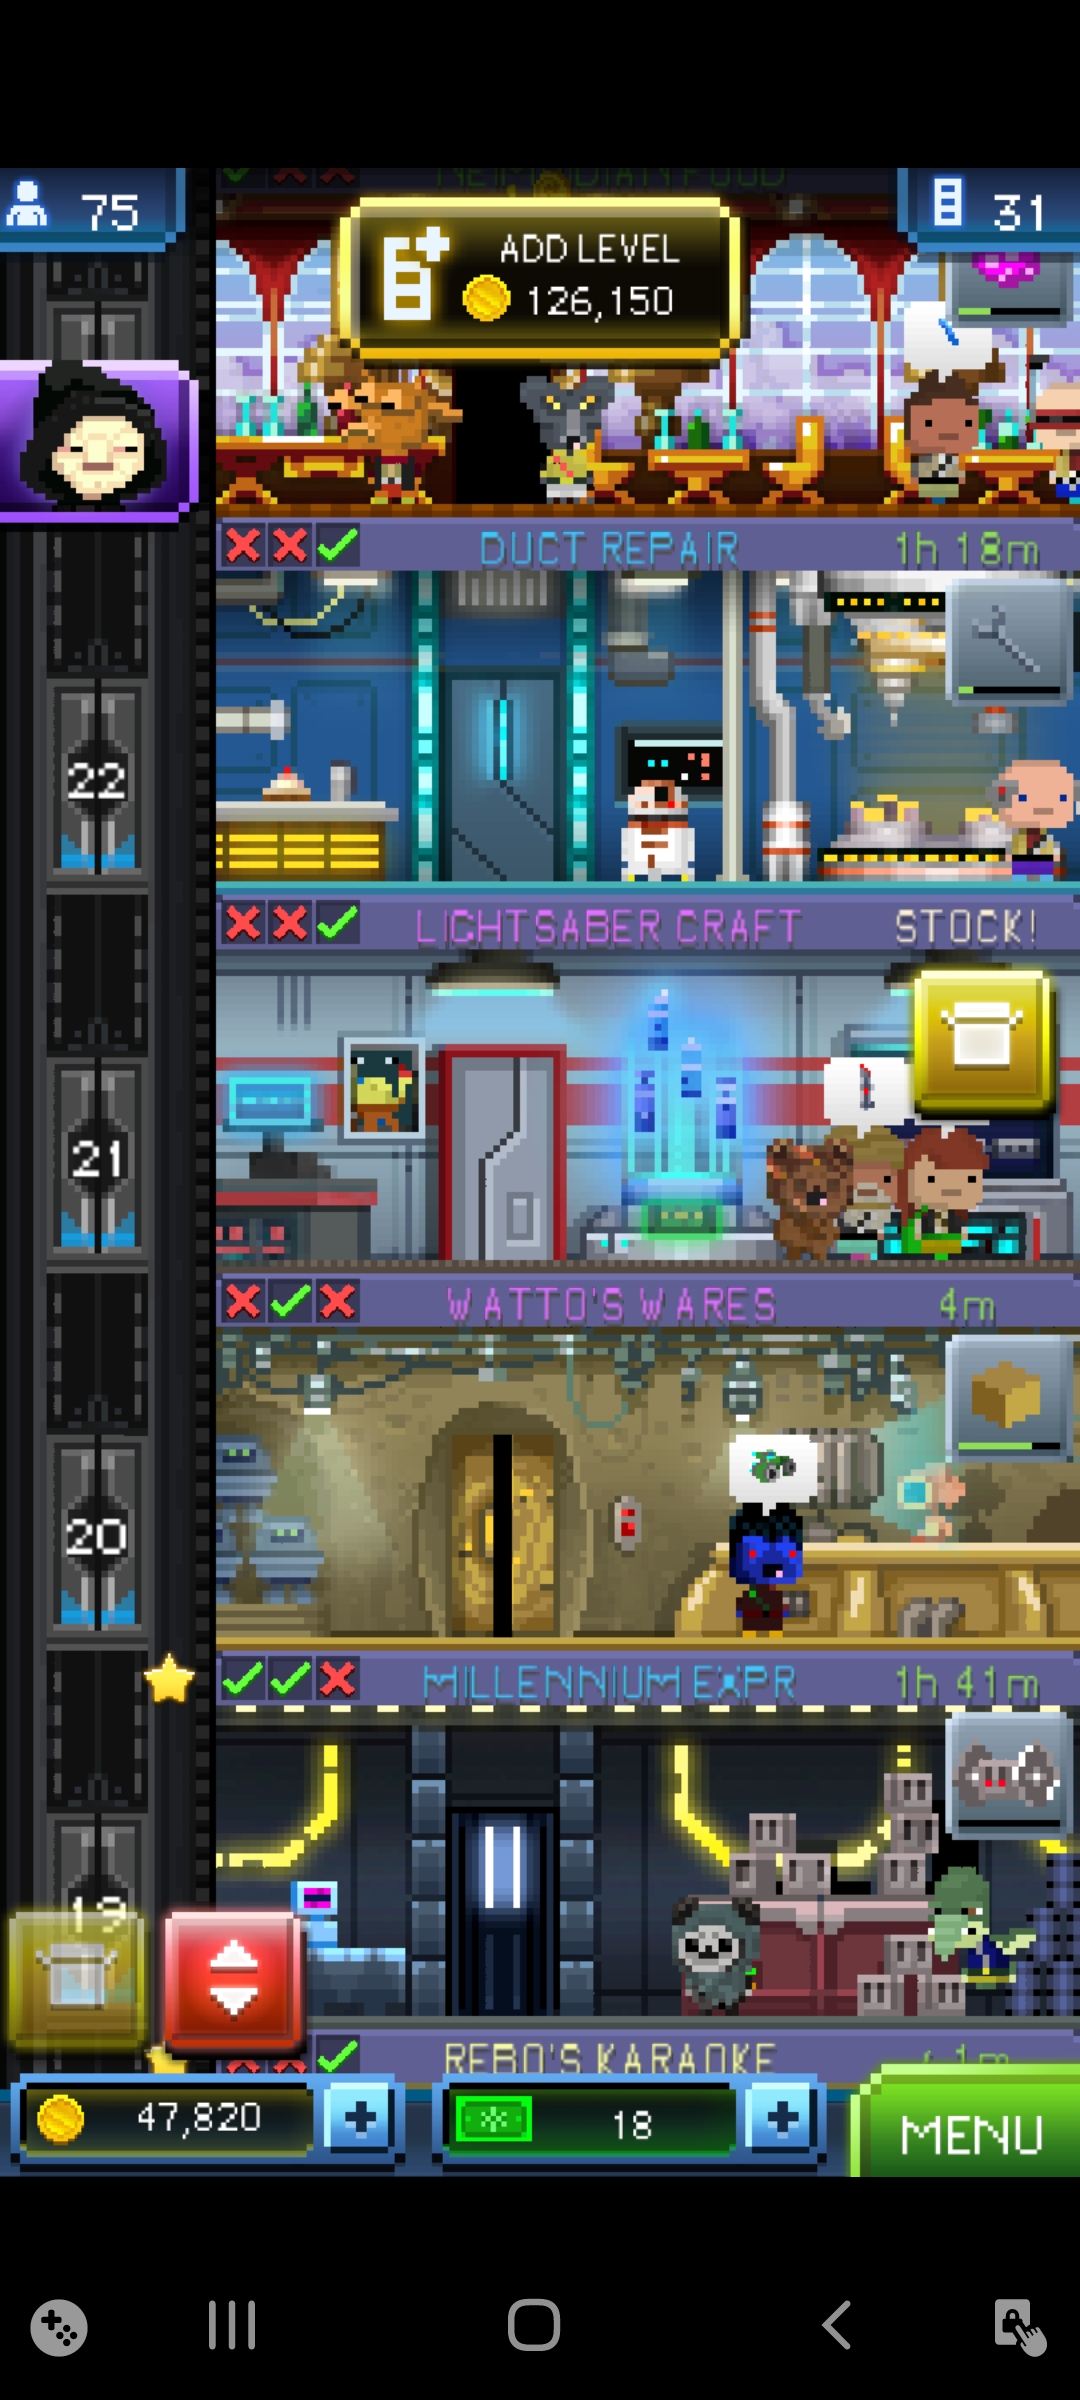 75
31
ADD LEVEL
126,150
DUCT REPAIR 1h 18m
22
LIGHTSABER CRAFT STOCK!
21
WATTO'S WARES 4m
20
MILLENNIUM EXPR 1h 41m
19
REBO'S KARAOKE
47,820
18
MENU